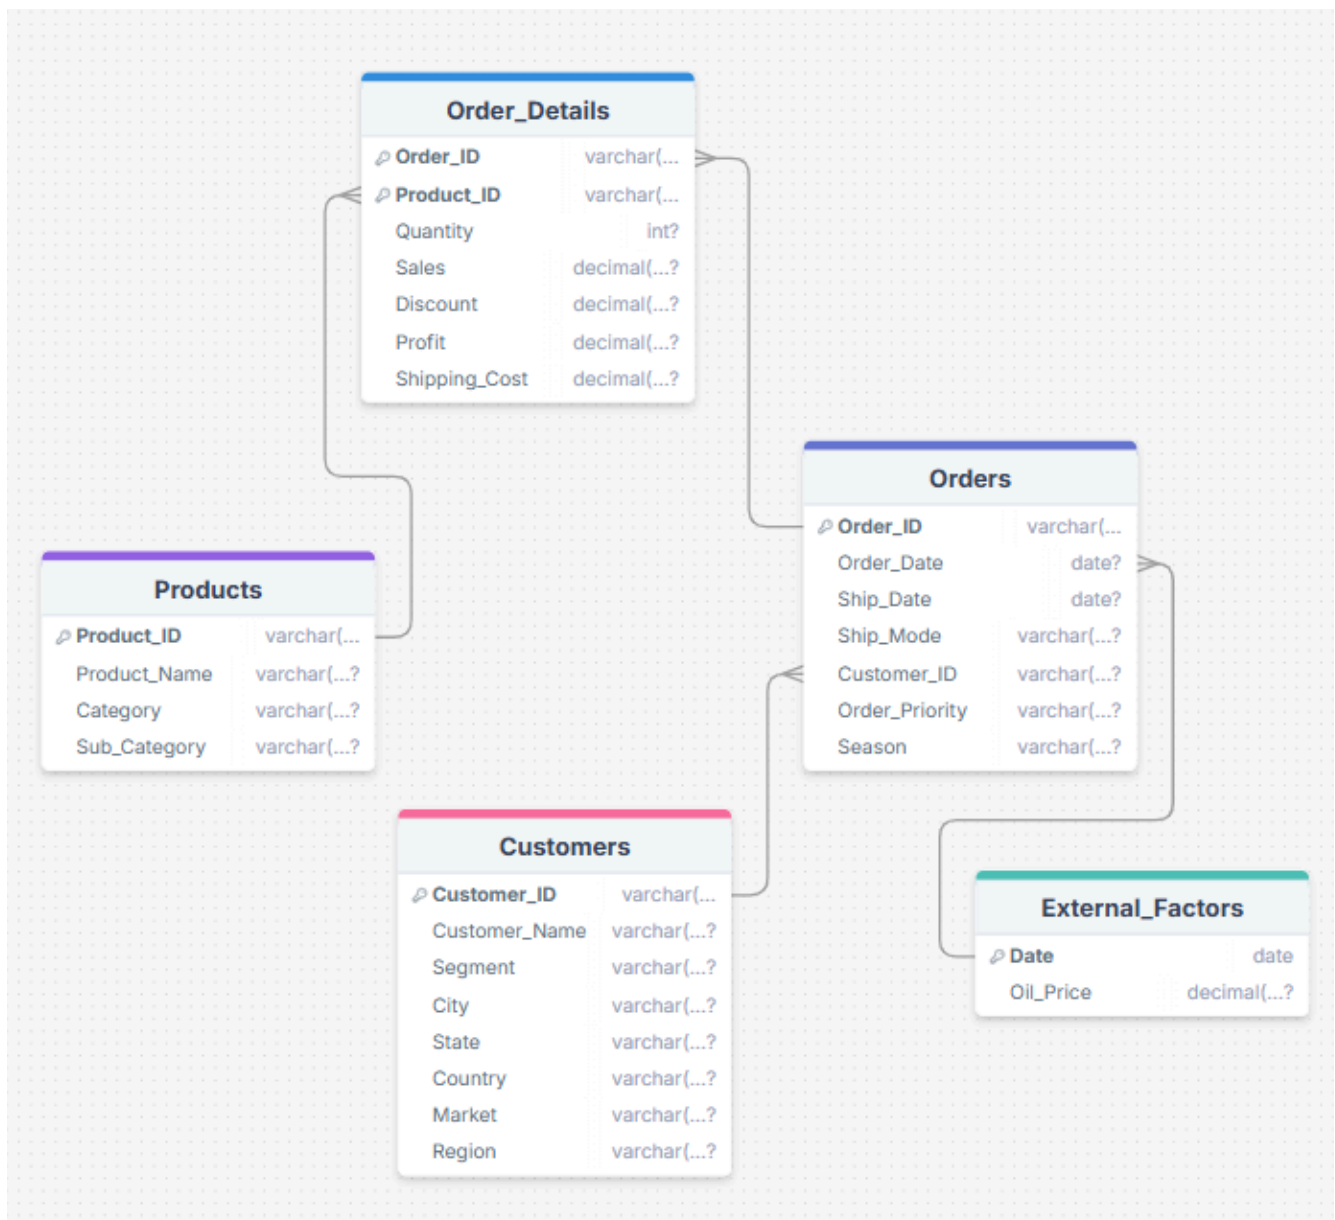 Order_Details
Order_ID varchar(...
Product_ID varchar(...
Quantity int?
Sales decimal(...?
Discount decimal(...?
Profit decimal(...?
Shipping_Cost decimal(...?
Orders
Order_ID varchar(...
Order_Date date?
Ship_Date date?
Ship_Mode varchar(...?
Customer_ID varchar(...?
Order_Priority varchar(...?
Season varchar(...?
Products
Product_ID varchar(...
Product_Name varchar(...?
Category varchar(...?
Sub_Category varchar(...?
Customers
Customer_ID varchar(...
Customer_Name varchar(...?
Segment varchar(...?
City varchar(...?
State varchar(...?
Country varchar(...?
Market varchar(...?
Region varchar(...?
External_Factors
Date date
Oil_Price decimal(...?